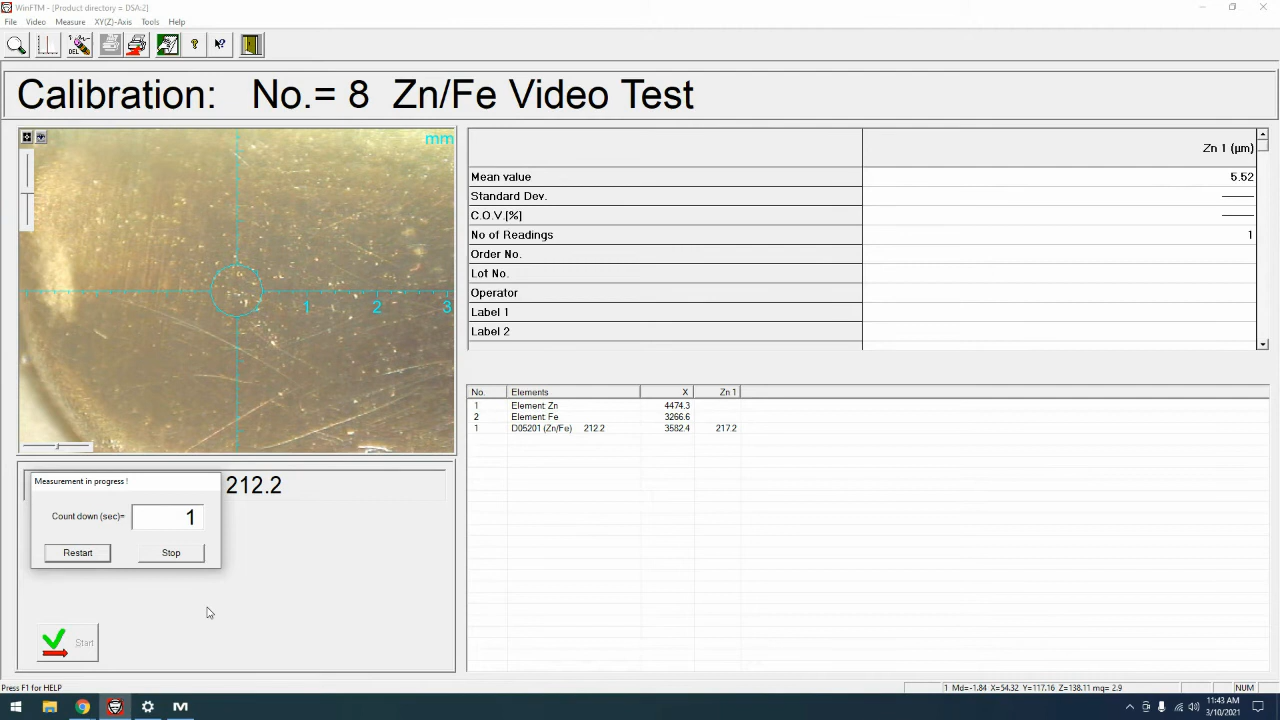 WinFTM - [Product directory = DSA:2]
File Video Measure XY(Z)-Axis Tools Help
DEL
Calibration: No.= 8 Zn/Fe Video Test
mm
1 2 3
Zn 1 (µm)
Mean value 5.52
Standard Dev.
C.O.V.[%]
No of Readings 1
Order No.
Lot No.
Operator
Label 1
Label 2
No. Elements X Zn 1
1 Element Zn 4474.3
2 Element Fe 3266.6
1 D05201 (Zn/Fe) 212.2 3582.4 217.2
212.2
Measurement in progress !
Count down (sec)= 1
Restart Stop
Start
Press F1 for HELP
1 Md=-1.84 X=54.32 Z=138.11 mq= 2.9 NUM
11:43 AM
3/10/2021